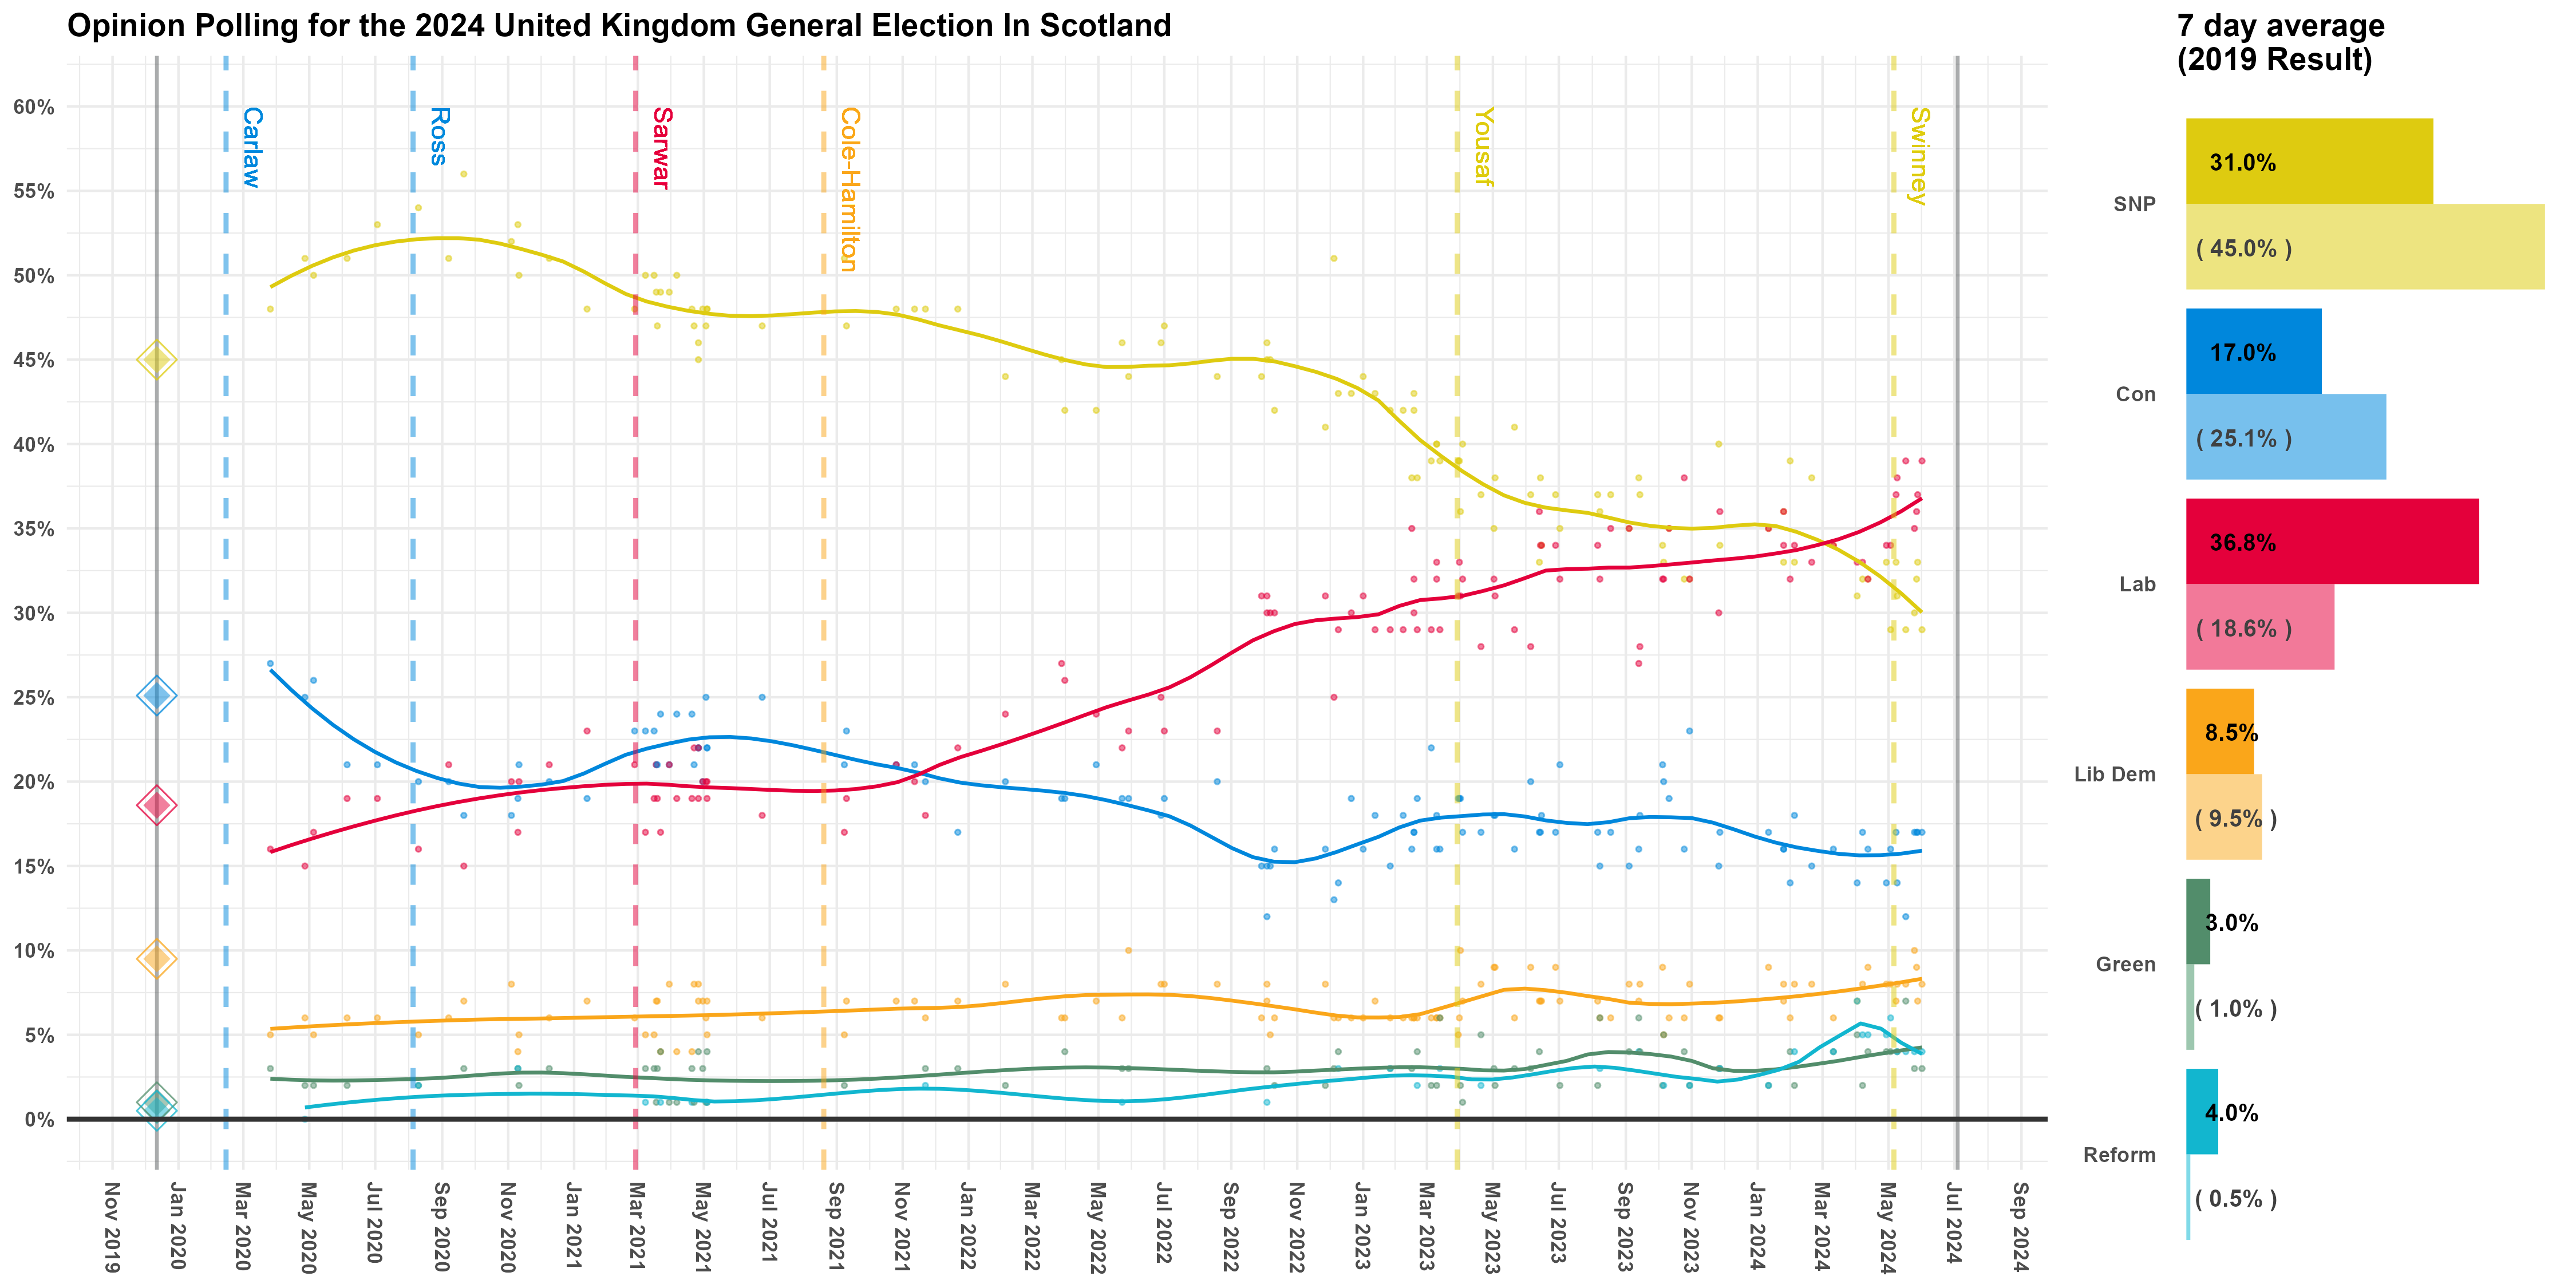 Opinion Polling for the 2024 United Kingdom General Election In Scotland
7 day average
(2019 Result)
60%
55%
50%
45%
40%
35%
30%
25%
20%
15%
10%
5%
0%
Carlaw
Ross
Sarwar
Cole-Hamilton
Yousaf
Swinney
Nov 2019
Jan 2020
Mar 2020
May 2020
Jul 2020
Sep 2020
Nov 2020
Jan 2021
Mar 2021
May 2021
Jul 2021
Sep 2021
Nov 2021
Jan 2022
Mar 2022
May 2022
Jul 2022
Sep 2022
Nov 2022
Jan 2023
Mar 2023
May 2023
Jul 2023
Sep 2023
Nov 2023
Jan 2024
Mar 2024
May 2024
Jul 2024
Sep 2024
SNP
31.0%
( 45.0% )
Con
17.0%
( 25.1% )
Lab
36.8%
( 18.6% )
Lib Dem
8.5%
( 9.5% )
Green
3.0%
( 1.0% )
Reform
4.0%
( 0.5% )